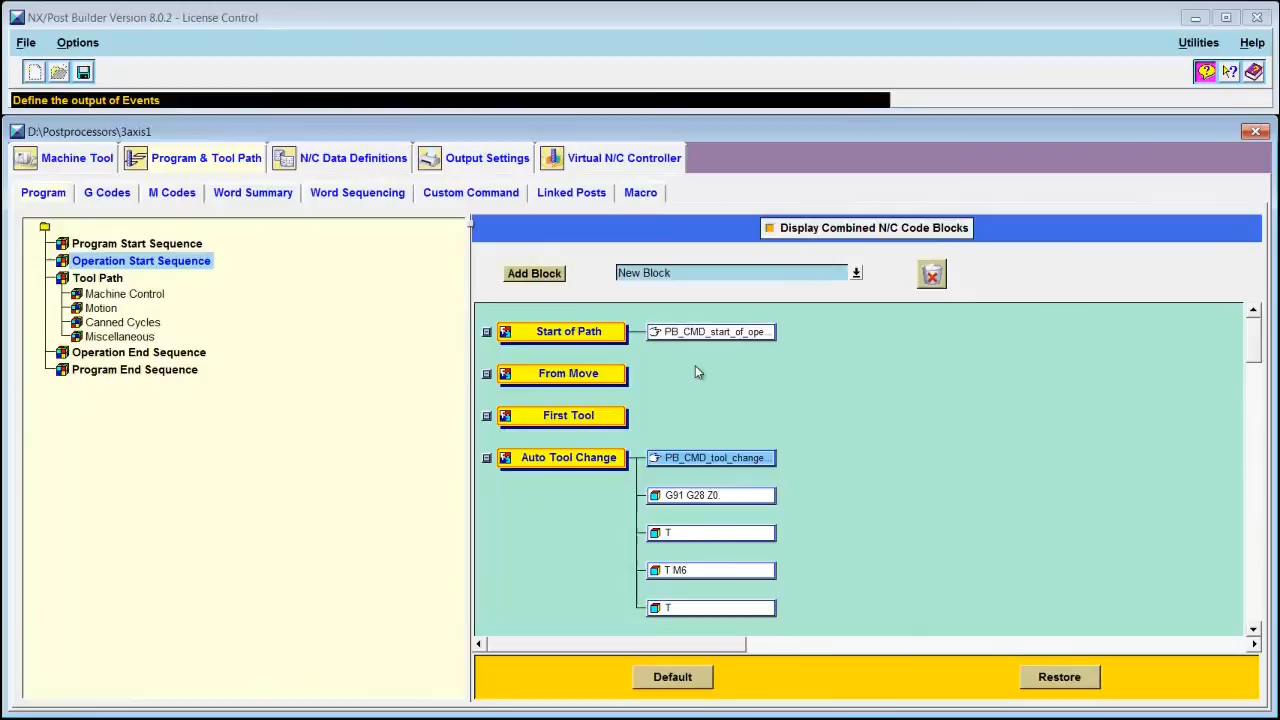 NX/Post Builder Version 8.0.2 - License Control
File Options Utilities Help
Define the output of Events
D:\Postprocessors\3axis1
Machine Tool Program & Tool Path N/C Data Definitions Output Settings Virtual N/C Controller
Program G Codes M Codes Word Summary Word Sequencing Custom Command Linked Posts Macro
Program Start Sequence
Operation Start Sequence
Tool Path
Machine Control
Motion
Canned Cycles
Miscellaneous
Operation End Sequence
Program End Sequence
Display Combined N/C Code Blocks
Add Block New Block
Start of Path PB_CMD_start_of_ope...
From Move
First Tool
Auto Tool Change PB_CMD_tool_change...
G91 G28 Z0.
T
T M6
T
Default Restore